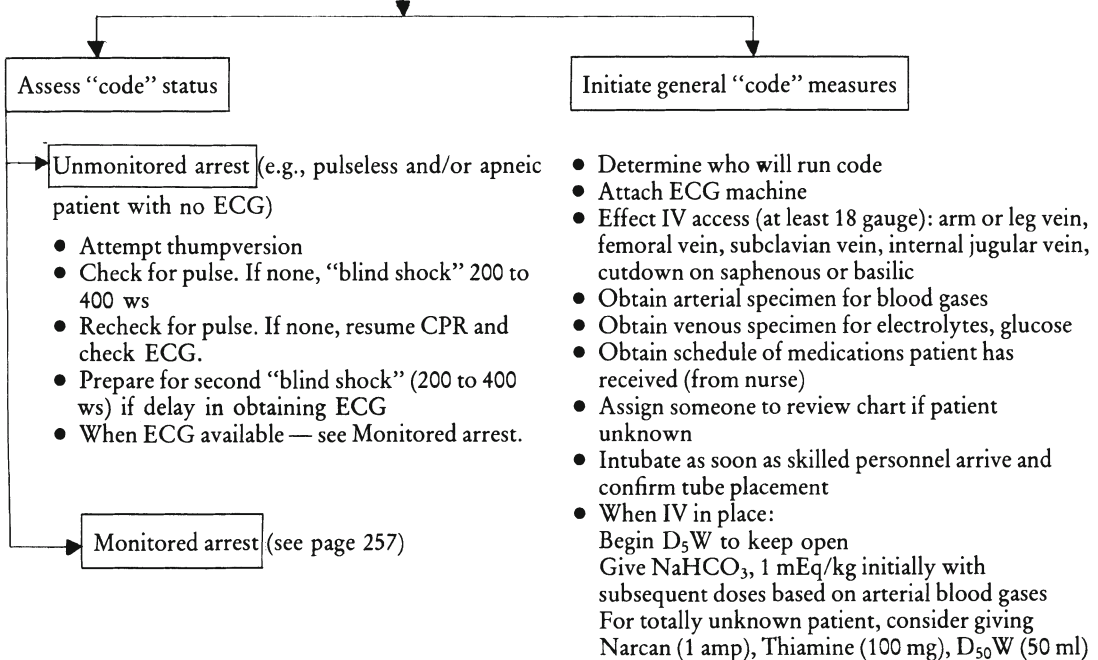 Assess “code” status
Unmonitored arrest (e.g., pulseless and/or apneic
patient with no ECG)
● Attempt thumpversion
● Check for pulse. If none, “blind shock” 200 to
400 ws
● Recheck for pulse. If none, resume CPR and
check ECG.
● Prepare for second “blind shock” (200 to 400
ws) if delay in obtaining ECG
● When ECG available — see Monitored arrest.
Monitored arrest (see page 257)
Initiate general “code” measures
● Determine who will run code
● Attach ECG machine
● Effect IV access (at least 18 gauge): arm or leg vein,
femoral vein, subclavian vein, internal jugular vein,
cutdown on saphenous or basilic
● Obtain arterial specimen for blood gases
● Obtain venous specimen for electrolytes, glucose
● Obtain schedule of medications patient has
received (from nurse)
● Assign someone to review chart if patient
unknown
● Intubate as soon as skilled personnel arrive and
confirm tube placement
● When IV in place:
Begin D₅W to keep open
Give NaHCO₃, 1 mEq/kg initially with
subsequent doses based on arterial blood gases
For totally unknown patient, consider giving
Narcan (1 amp), Thiamine (100 mg), D₅₀W (50 ml)